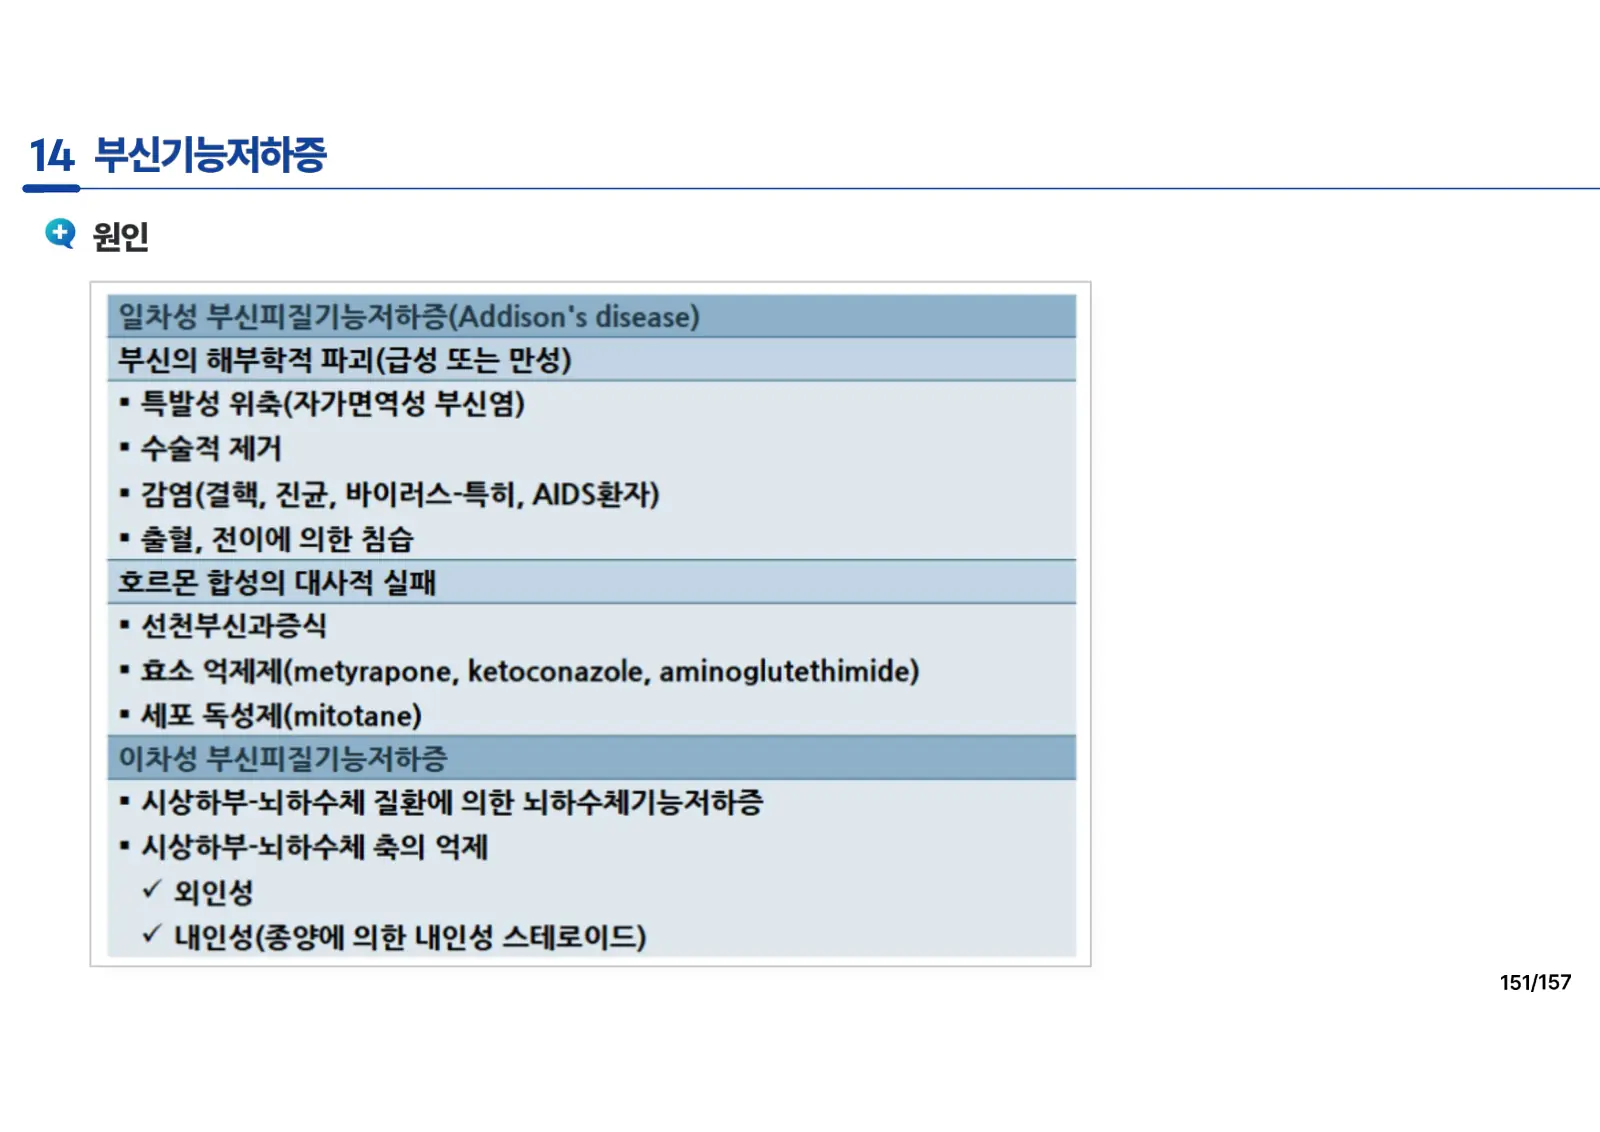 14 부신기능저하증
원인
일차성 부신피질기능저하증(Addison's disease)
부신의 해부학적 파괴(급성 또는 만성)
▪ 특발성 위축(자가면역성 부신염)
▪ 수술적 제거
▪ 감염(결핵, 진균, 바이러스-특히, AIDS환자)
▪ 출혈, 전이에 의한 침습
호르몬 합성의 대사적 실패
▪ 선천부신과증식
▪ 효소 억제제(metyrapone, ketoconazole, aminoglutethimide)
▪ 세포 독성제(mitotane)
이차성 부신피질기능저하증
▪ 시상하부-뇌하수체 질환에 의한 뇌하수체기능저하증
▪ 시상하부-뇌하수체 축의 억제
✓ 외인성
✓ 내인성(종양에 의한 내인성 스테로이드)
151/157